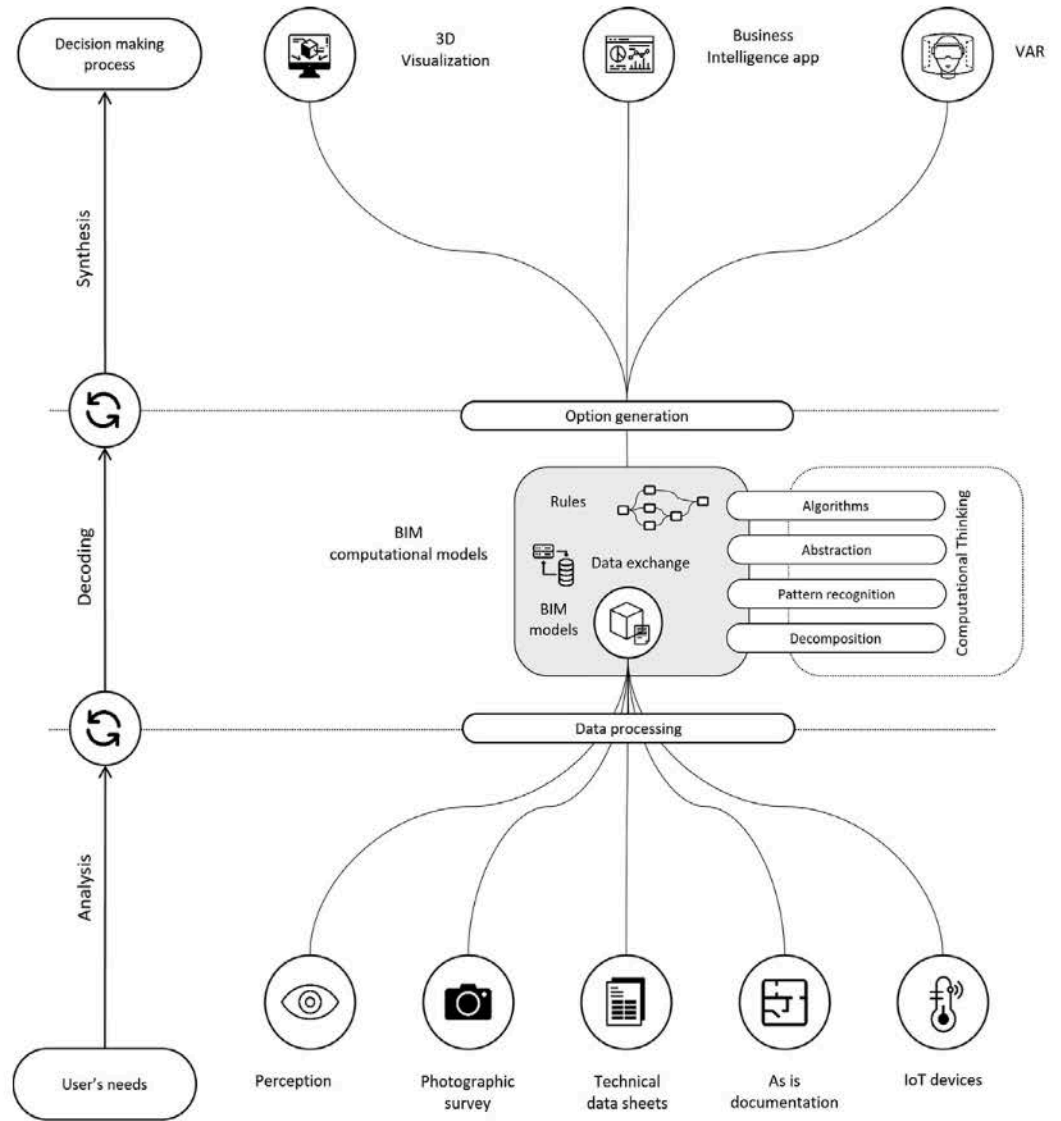 Decision making
process
3D
Visualization
Business
Intelligence app
VAR
Synthesis
Option generation
Decoding
BIM
computational models
Rules
Data exchange
BIM
models
Algorithms
Abstraction
Pattern recognition
Decomposition
Computational Thinking
Data processing
Analysis
User's needs
Perception
Photographic
survey
Technical
data sheets
As is
documentation
IoT devices